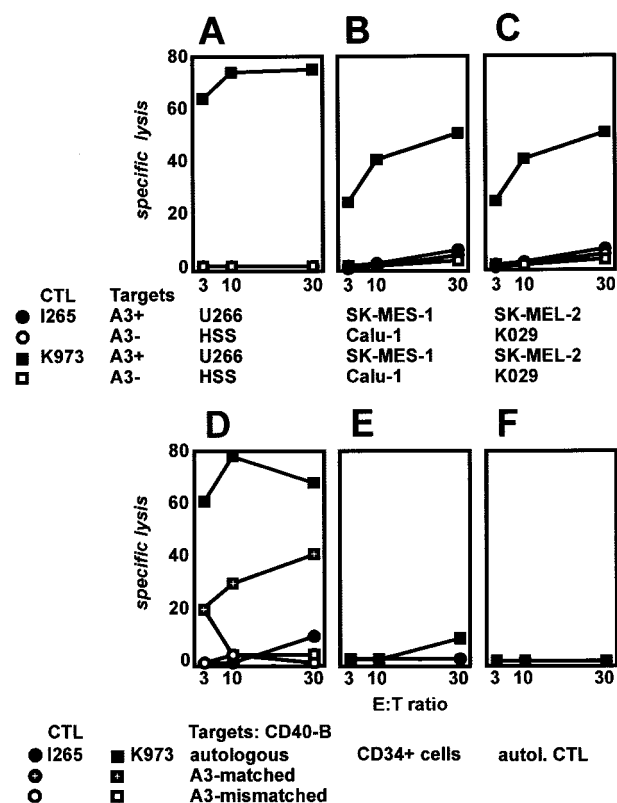 A B C
specific lysis
80
60
40
20
0
3 10 30 3 10 30 3 10 30
CTL Targets
I265 A3+ U266 SK-MES-1 SK-MEL-2
A3- HSS Calu-1 K029
K973 A3+ U266 SK-MES-1 SK-MEL-2
A3- HSS Calu-1 K029
D E F
specific lysis
80
60
40
20
0
3 10 30 3 10 30 3 10 30
E:T ratio
CTL Targets: CD40-B
I265 K973 autologous CD34+ cells autol. CTL
A3-matched
A3-mismatched